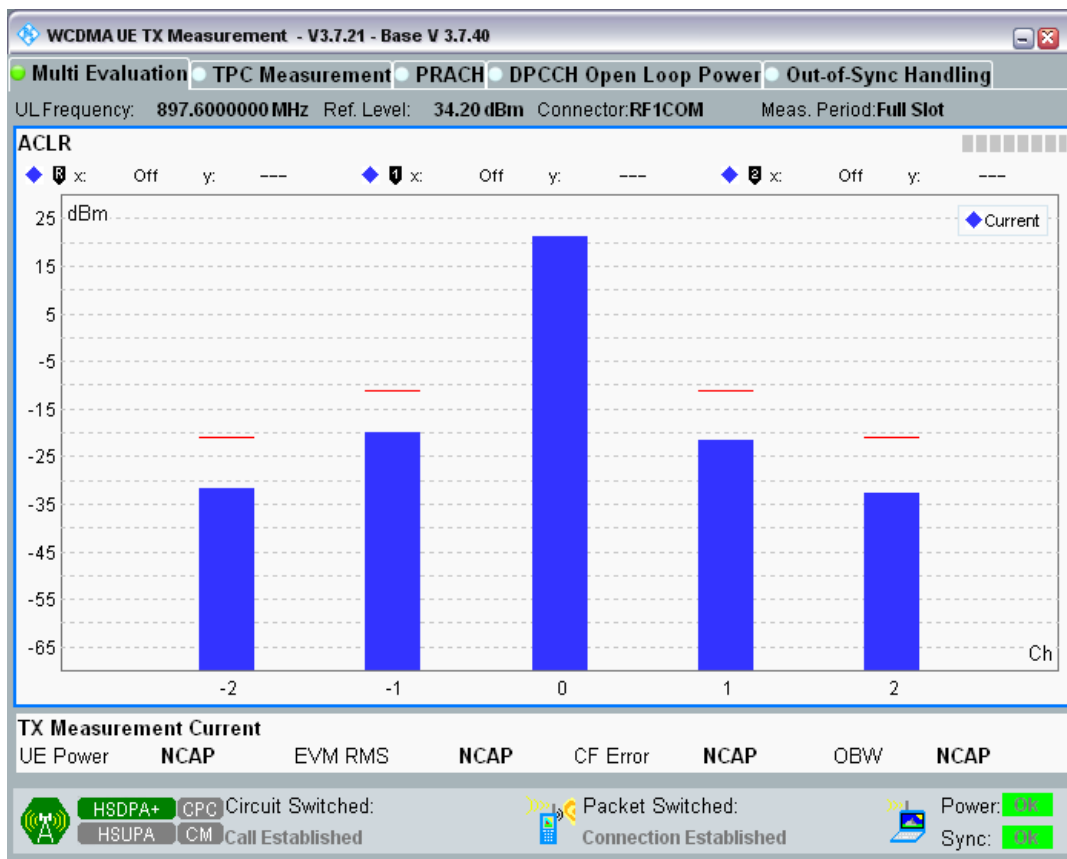 WCDMA UE TX Measurement - V3.7.21 - Base V 3.7.40
Multi Evaluation TPC Measurement PRACH DPCCH Open Loop Power Out-of-Sync Handling
UL Frequency: 897.6000000 MHz Ref. Level: 34.20 dBm Connector:RF1COM Meas. Period:Full Slot
ACLR
R x: Off y: --- 1 x: Off y: --- 2 x: Off y: ---
25 dBm Current
15
5
-5
-15
-25
-35
-45
-55
-65 Ch
-2 -1 0 1 2
TX Measurement Current
UE Power NCAP EVM RMS NCAP CF Error NCAP OBW NCAP
HSDPA+ CPC Circuit Switched: Packet Switched: Power: OK
HSUPA CM Call Established Connection Established Sync: OK